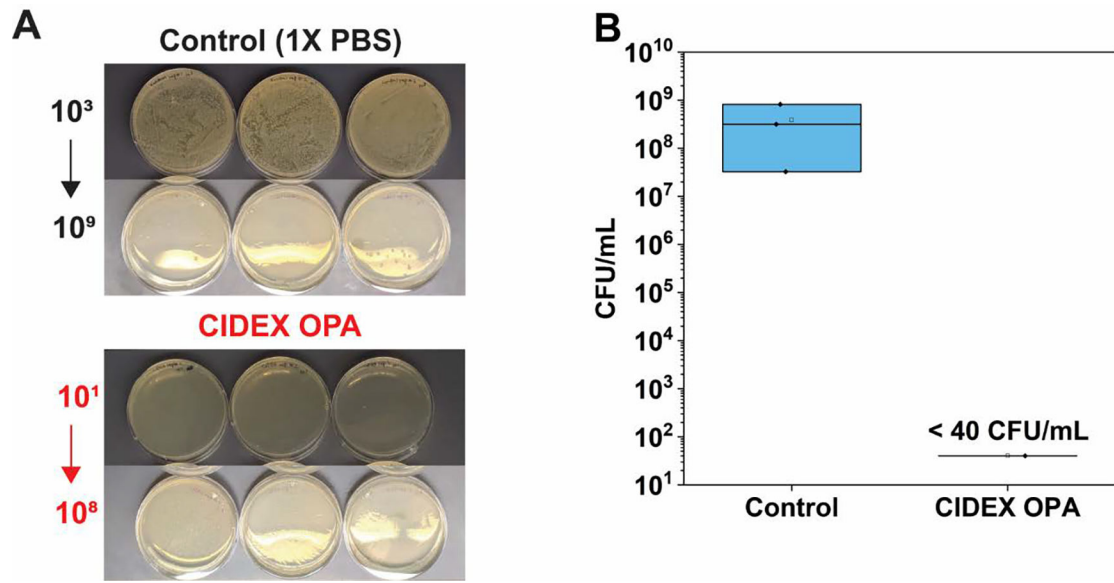 A
Control (1X PBS)
10³
10⁹
CIDEX OPA
10¹
10⁸
B
CFU/mL
10¹⁰
10⁹
10⁸
10⁷
10⁶
10⁵
10⁴
10³
10²
10¹
< 40 CFU/mL
Control
CIDEX OPA